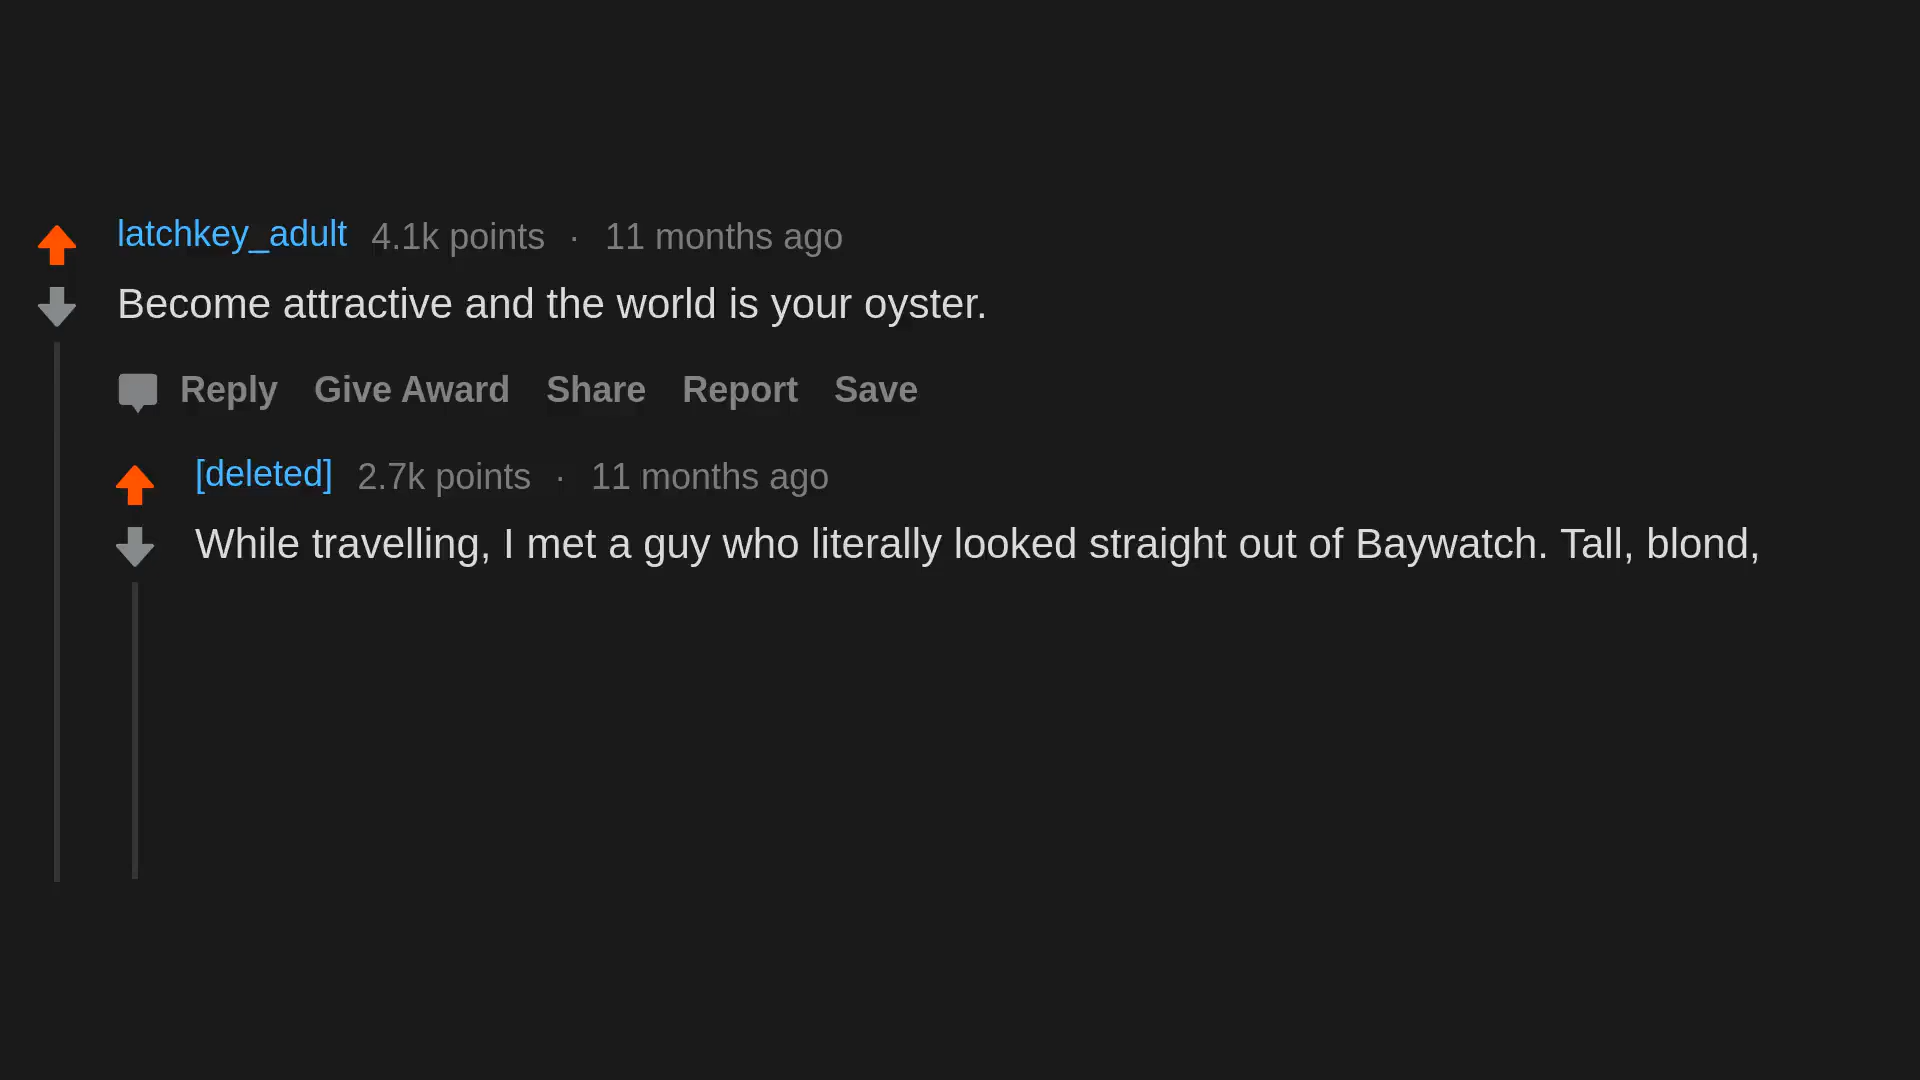 latchkey_adult 4.1k points · 11 months ago
Become attractive and the world is your oyster.
Reply Give Award Share Report Save
[deleted] 2.7k points · 11 months ago
While travelling, I met a guy who literally looked straight out of Baywatch. Tall, blond,